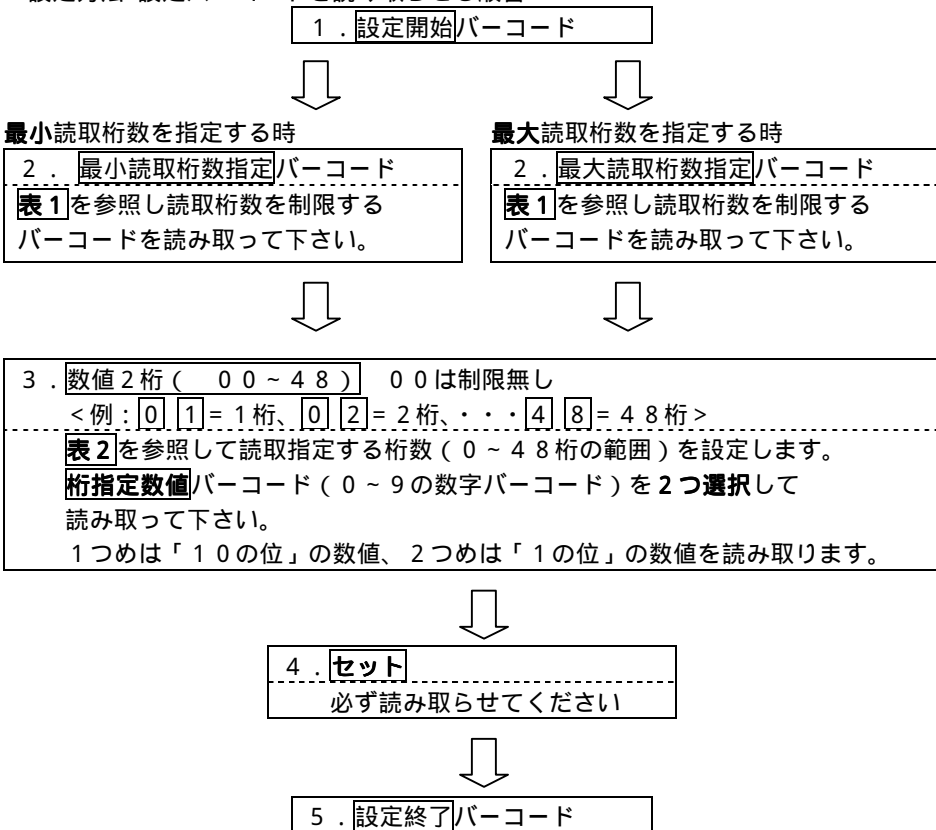 1．設定開始バーコード
最小読取桁数を指定する時
最大読取桁数を指定する時
2． 最小読取桁数指定バーコード
表1を参照し読取桁数を制限する
バーコードを読み取って下さい。
2．最大読取桁数指定バーコード
表1を参照し読取桁数を制限する
バーコードを読み取って下さい。
3．数値2桁（ 00~48） 00は制限無し
<例：0 1=1桁、0 2=2桁、・・・4 8=48桁>
表2を参照して読取指定する桁数（0~48桁の範囲）を設定します。
桁指定数値バーコード（0~9の数字バーコード）を2つ選択して
読み取って下さい。
1つめは「10の位」の数値、2つめは「1の位」の数値を読み取ります。
4．セット
必ず読み取らせてください
5．設定終了バーコード